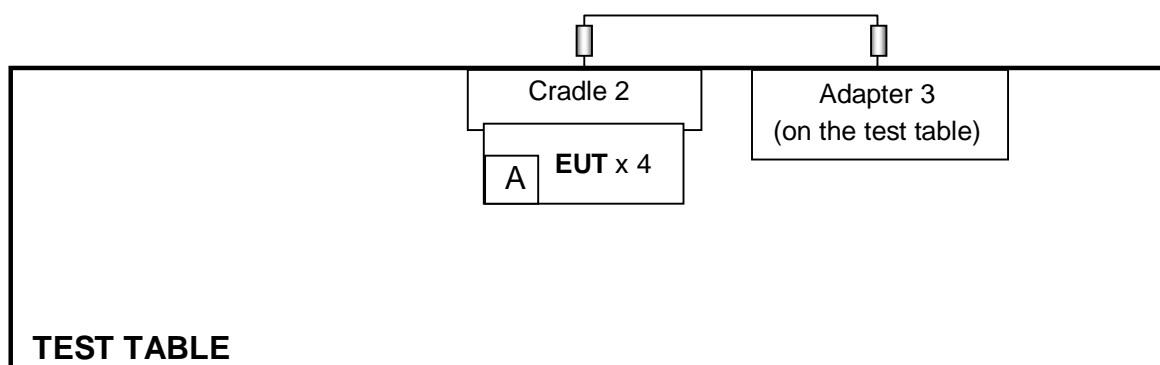 Cradle 2
Adapter 3
(on the test table)
EUT x 4
A
TEST TABLE